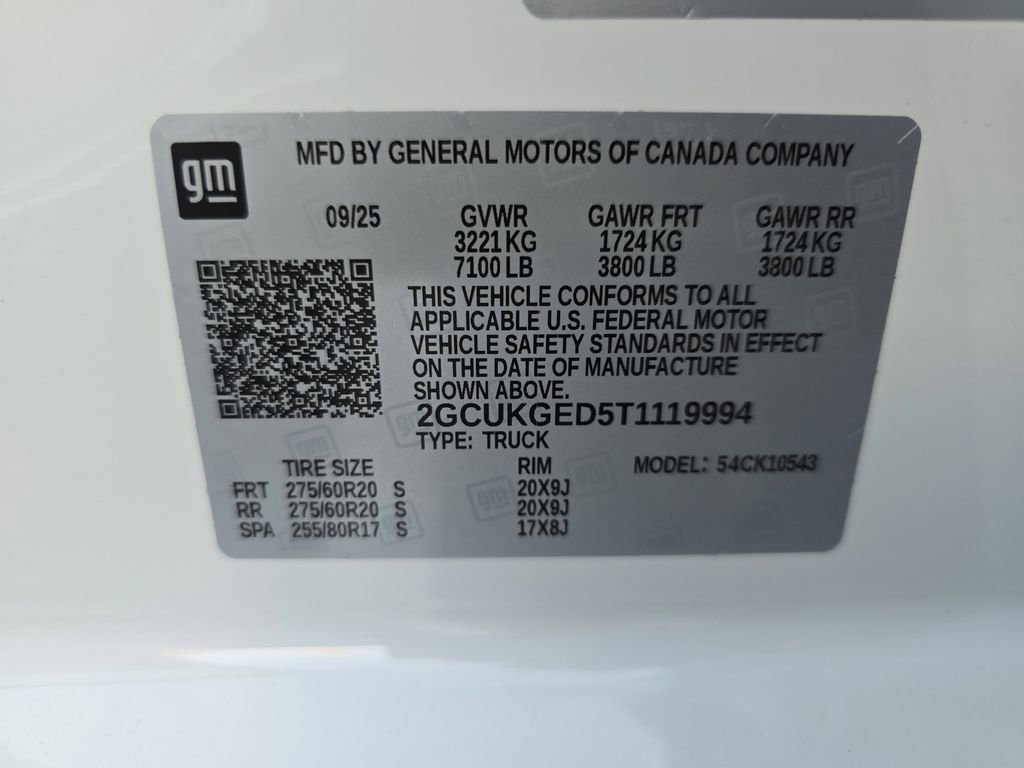 gm
MFD BY GENERAL MOTORS OF CANADA COMPANY
09/25 GVWR GAWR FRT GAWR RR
3221 KG 1724 KG 1724 KG
7100 LB 3800 LB 3800 LB
THIS VEHICLE CONFORMS TO ALL
APPLICABLE U.S. FEDERAL MOTOR
VEHICLE SAFETY STANDARDS IN EFFECT
ON THE DATE OF MANUFACTURE
SHOWN ABOVE.
2GCUKGED5T1119994
TYPE: TRUCK
TIRE SIZE RIM MODEL: 54CK10543
FRT 275/60R20 S 20X9J
RR 275/60R20 S 20X9J
SPA 255/80R17 S 17X8J